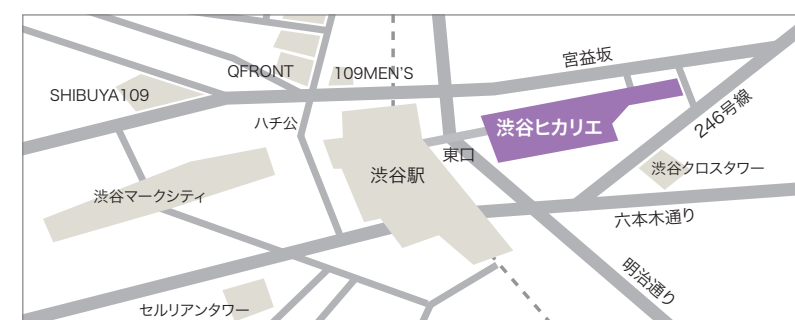 宮益坂
QFRONT
109MEN'S
SHIBUYA109
246号線
ハチ公
渋谷ヒカリエ
東口
渋谷クロスタワー
渋谷駅
渋谷マークシティ
六本木通り
明治通り
セルリアンタワー